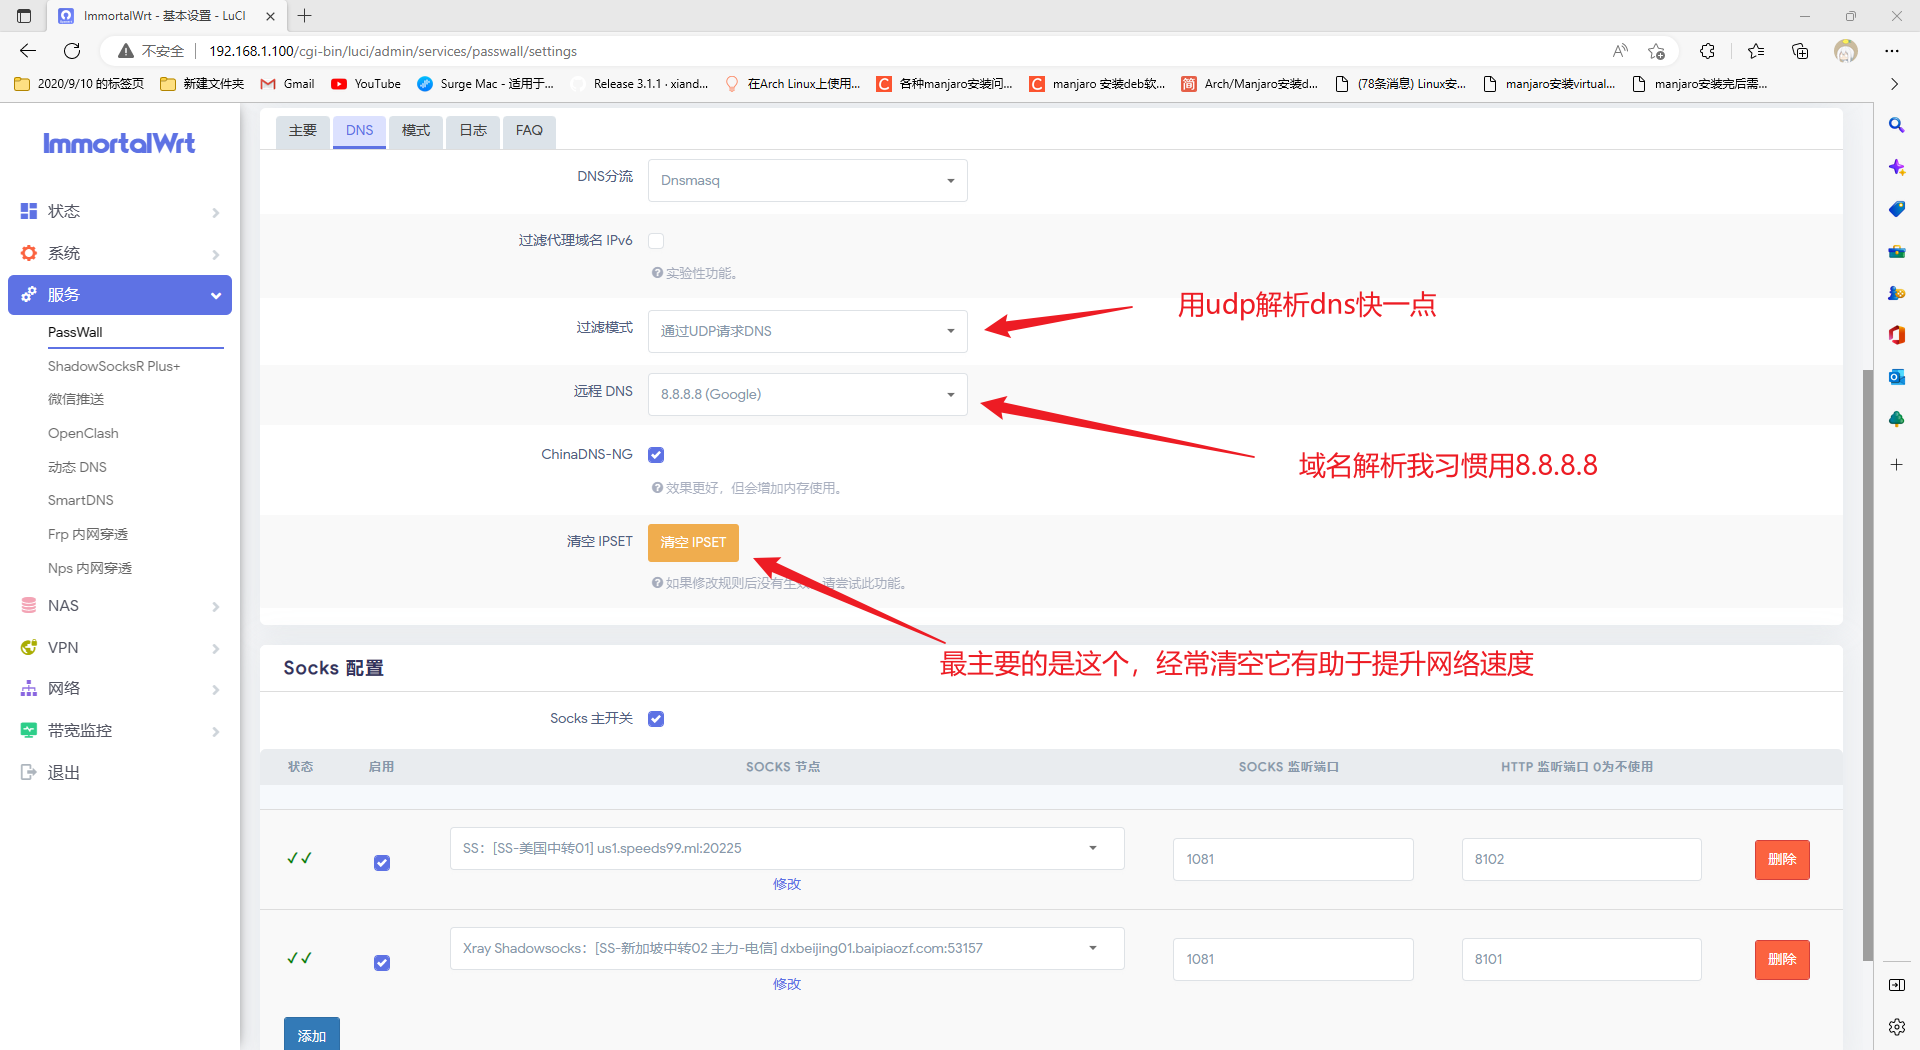 ImmortalWrt - 基本设置 - LuCI
不安全 192.168.1.100/cgi-bin/luci/admin/services/passwall/settings
2020/9/10 的标签页 新建文件夹 Gmail YouTube Surge Mac - 适用于... Release 3.1.1 · xiand... 在Arch Linux上使用... 各种manjaro安装问... manjaro 安装deb软... Arch/Manjaro安装d... (78条消息) Linux安... manjaro安装virtual... manjaro安装完后需...
ImmortalWrt
状态
系统
服务
PassWall
ShadowSocksR Plus+
微信推送
OpenClash
动态 DNS
SmartDNS
Frp 内网穿透
Nps 内网穿透
NAS
VPN
网络
带宽监控
退出
主要 DNS 模式 日志 FAQ
DNS分流 Dnsmasq
过滤代理域名 IPv6
实验性功能。
过滤模式 通过UDP请求DNS
用udp解析dns快一点
远程 DNS 8.8.8.8 (Google)
ChinaDNS-NG
域名解析我习惯用8.8.8.8
效果更好，但会增加内存使用。
清空 IPSET 清空 IPSET
如果修改规则后没有生 请尝试此功能。
最主要的是这个，经常清空它有助于提升网络速度
Socks 配置
Socks 主开关
状态 启用 SOCKS 节点 SOCKS 监听端口 HTTP 监听端口 0为不使用
SS：[SS-美国中转01] us1.speeds99.ml:20225 1081 8102 删除
修改
Xray Shadowsocks：[SS-新加坡中转02 主力-电信] dxbeijing01.baipiaozf.com:53157 1081 8101 删除
修改
添加